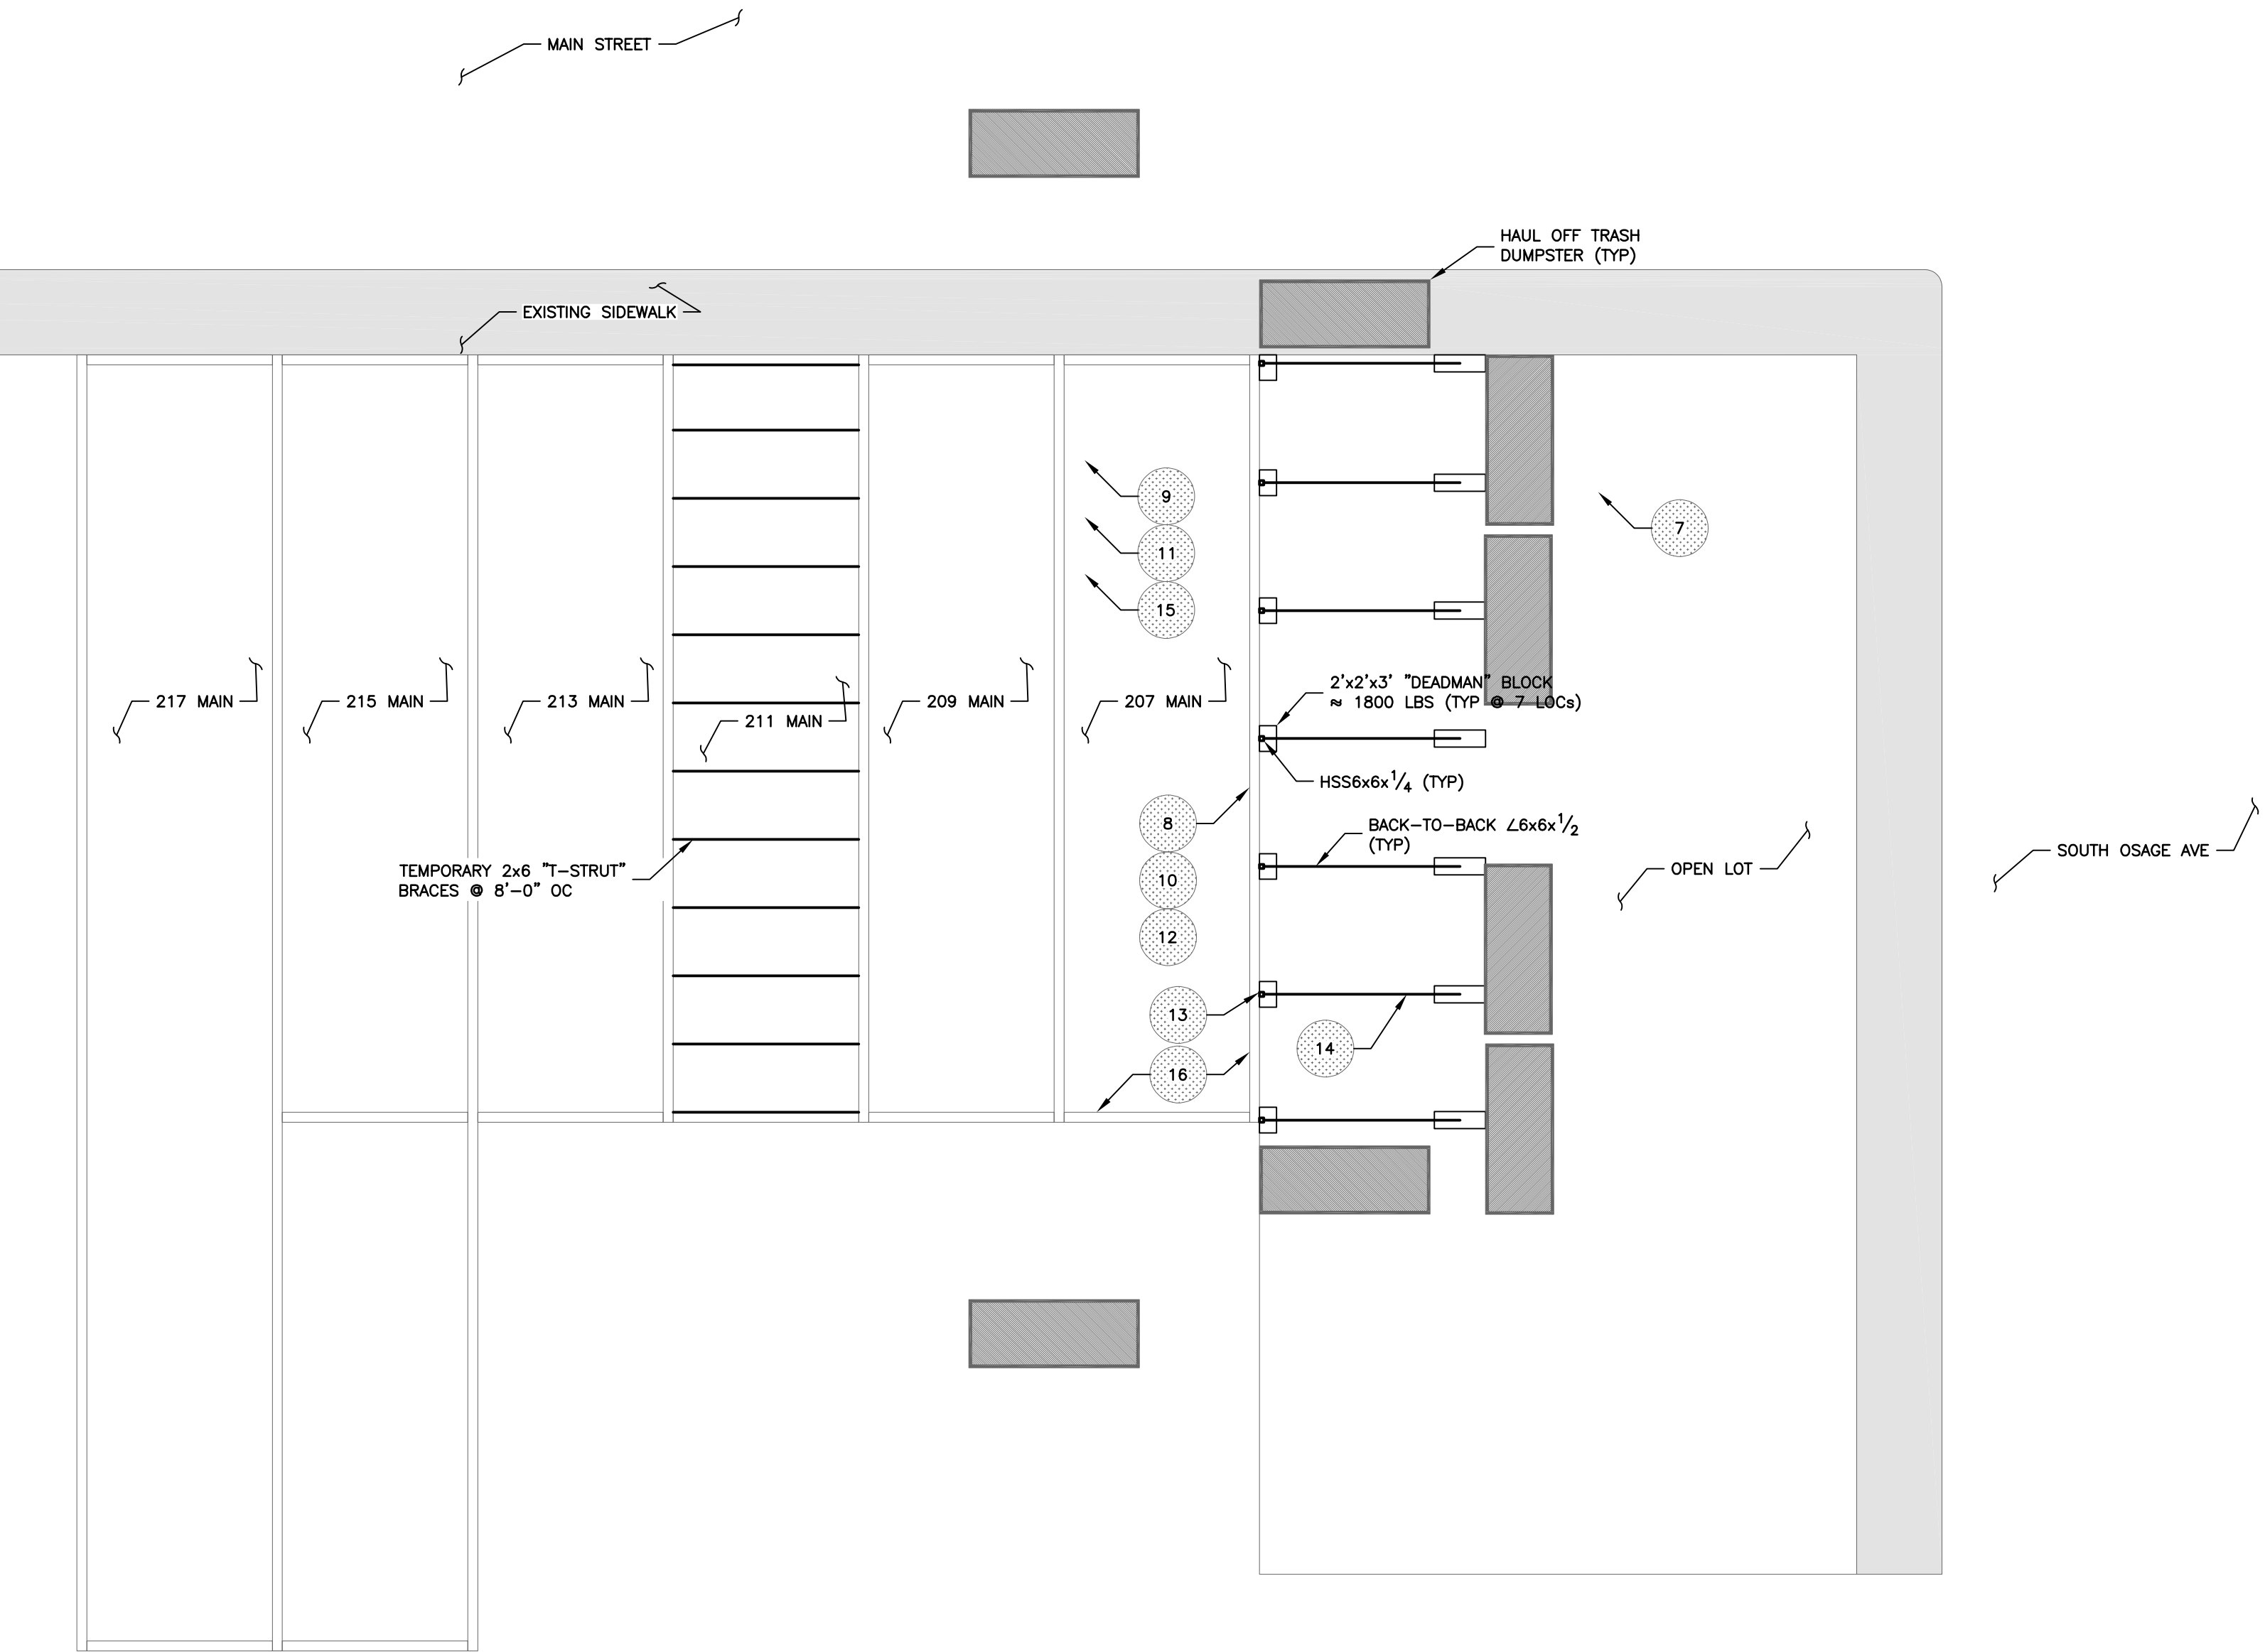 MAIN STREET
HAUL OFF TRASH
DUMPSTER (TYP)
EXISTING SIDEWALK
9
11
15
7
217 MAIN
215 MAIN
213 MAIN
211 MAIN
209 MAIN
207 MAIN
2'x2'x3' "DEADMAN" BLOCK
≈ 1800 LBS (TYP @ 7 LOCs)
HSS6x6x1/4 (TYP)
8
BACK-TO-BACK ∠6x6x1/2
(TYP)
TEMPORARY 2x6 "T-STRUT"
BRACES @ 8'-0" OC
10
12
OPEN LOT
SOUTH OSAGE AVE
13
14
16